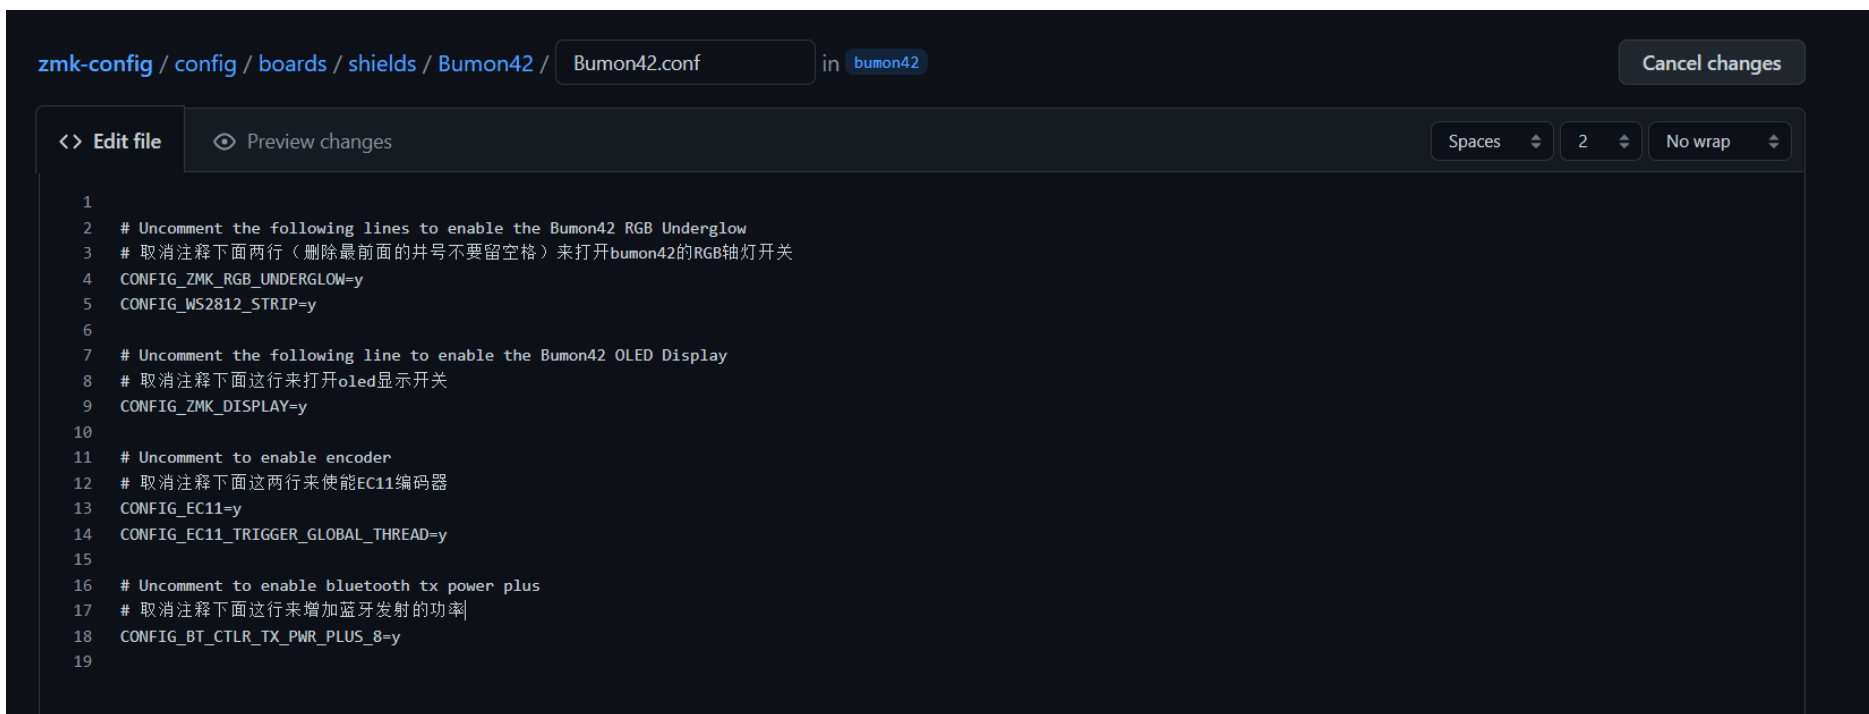 zmk-config / config / boards / shields / Bumon42 / Bumon42.conf in bumon42 Cancel changes
<> Edit file Preview changes Spaces 2 No wrap
1
2 # Uncomment the following lines to enable the Bumon42 RGB Underglow
3 # 取消注释下面两行（删除最前面的井号不要留空格）来打开bumon42的RGB轴灯开关
4 CONFIG_ZMK_RGB_UNDERGLOW=y
5 CONFIG_WS2812_STRIP=y
6
7 # Uncomment the following line to enable the Bumon42 OLED Display
8 # 取消注释下面这行来打开oled显示开关
9 CONFIG_ZMK_DISPLAY=y
10
11 # Uncomment to enable encoder
12 # 取消注释下面这两行来使能EC11编码器
13 CONFIG_EC11=y
14 CONFIG_EC11_TRIGGER_GLOBAL_THREAD=y
15
16 # Uncomment to enable bluetooth tx power plus
17 # 取消注释下面这行来增加蓝牙发射的功率
18 CONFIG_BT_CTLR_TX_PWR_PLUS_8=y
19